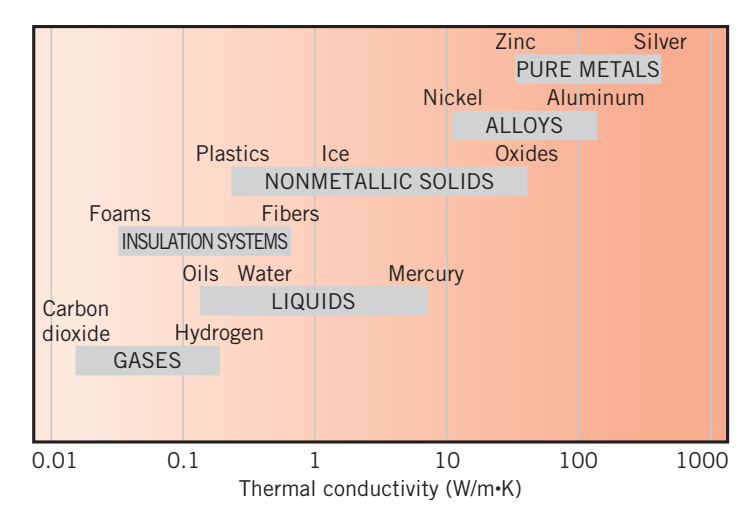 Zinc Silver
PURE METALS
Nickel Aluminum
ALLOYS
Plastics Ice Oxides
NONMETALLIC SOLIDS
Foams Fibers
INSULATION SYSTEMS
Oils Water Mercury
LIQUIDS
Carbon
dioxide Hydrogen
GASES
0.01 0.1 1 10 100 1000
Thermal conductivity (W/m•K)